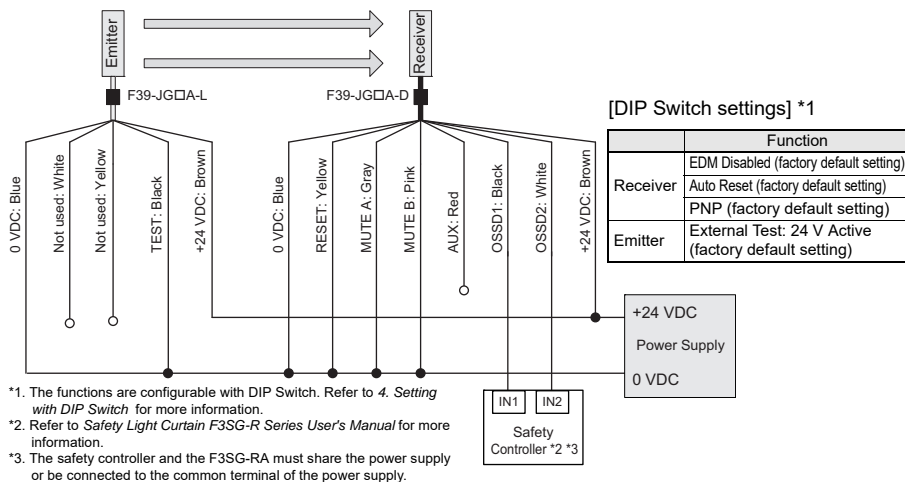 Emitter
Receiver
F39-JG□A-L
F39-JG□A-D
0 VDC: Blue
Not used: White
Not used: Yellow
TEST: Black
+24 VDC: Brown
0 VDC: Blue
RESET: Yellow
MUTE A: Gray
MUTE B: Pink
AUX: Red
OSSD1: Black
OSSD2: White
+24 VDC: Brown
[DIP Switch settings] *1
Function
Receiver
EDM Disabled (factory default setting)
Auto Reset (factory default setting)
PNP (factory default setting)
Emitter
External Test: 24 V Active
(factory default setting)
+24 VDC
Power Supply
0 VDC
IN1
IN2
Safety
Controller *2 *3
*1. The functions are configurable with DIP Switch. Refer to 4. Setting
with DIP Switch for more information.
*2. Refer to Safety Light Curtain F3SG-R Series User's Manual for more
information.
*3. The safety controller and the F3SG-RA must share the power supply
or be connected to the common terminal of the power supply.